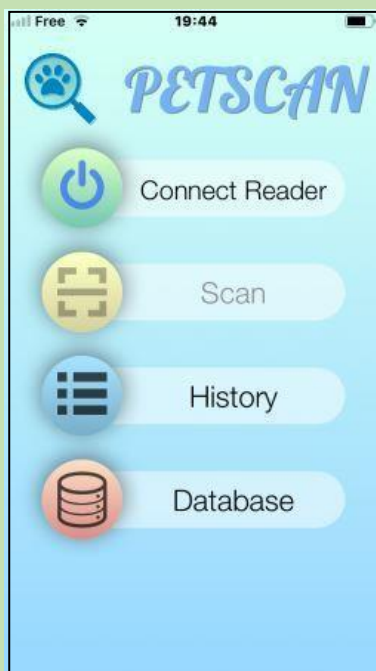 Free 19:44
PETSCAN
Connect Reader
Scan
History
Database